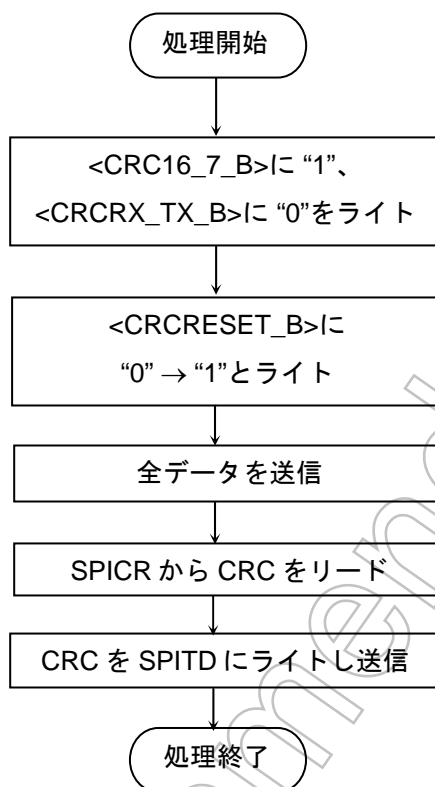 処理開始
<CRC16_7_B>に “1”、
<CRCRX_TX_B>に “0”をライト
<CRCRESET_B>に
“0” → “1”とライト
全データを送信
SPICR から CRC をリード
CRC を SPITD にライトし送信
処理終了